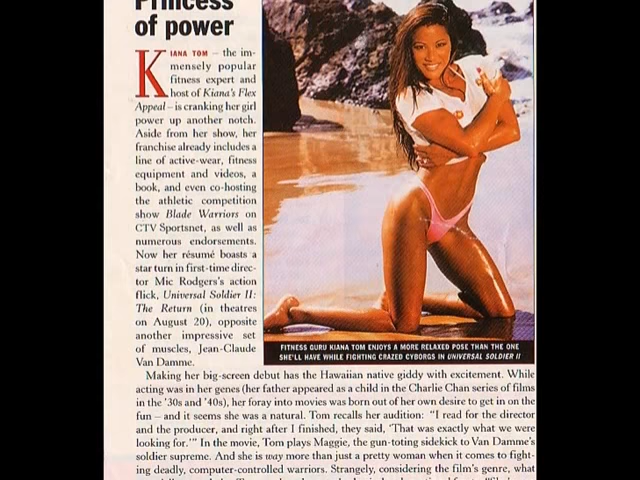 Princess
of power
KIANA TOM – the im-
mensely popular
fitness expert and
host of Kiana's Flex
Appeal – is cranking her girl
power up another notch.
Aside from her show, her
franchise already includes a
line of active-wear, fitness
equipment and videos, a
book, and even co-hosting
the athletic competition
show Blade Warriors on
CTV Sportsnet, as well as
numerous endorsements.
Now her résumé boasts a
star turn in first-time direc-
tor Mic Rodgers's action
flick, Universal Soldier II:
The Return (in theatres
on August 20), opposite
another impressive set
of muscles, Jean-Claude
Van Damme.
FITNESS GURU KIANA TOM ENJOYS A MORE RELAXED POSE THAN THE ONE
SHE'LL HAVE WHILE FIGHTING CRAZED CYBORGS IN UNIVERSAL SOLDIER II
Making her big-screen debut has the Hawaiian native giddy with excitement. While
acting was in her genes (her father appeared as a child in the Charlie Chan series of films
in the '30s and '40s), her foray into movies was born out of her own desire to get in on the
fun – and it seems she was a natural. Tom recalls her audition: "I read for the director
and the producer, and right after I finished, they said, 'That was exactly what we were
looking for.'" In the movie, Tom plays Maggie, the gun-toting sidekick to Van Damme's
soldier supreme. And she is way more than just a pretty woman when it comes to fight-
ing deadly, computer-controlled warriors. Strangely, considering the film's genre, what